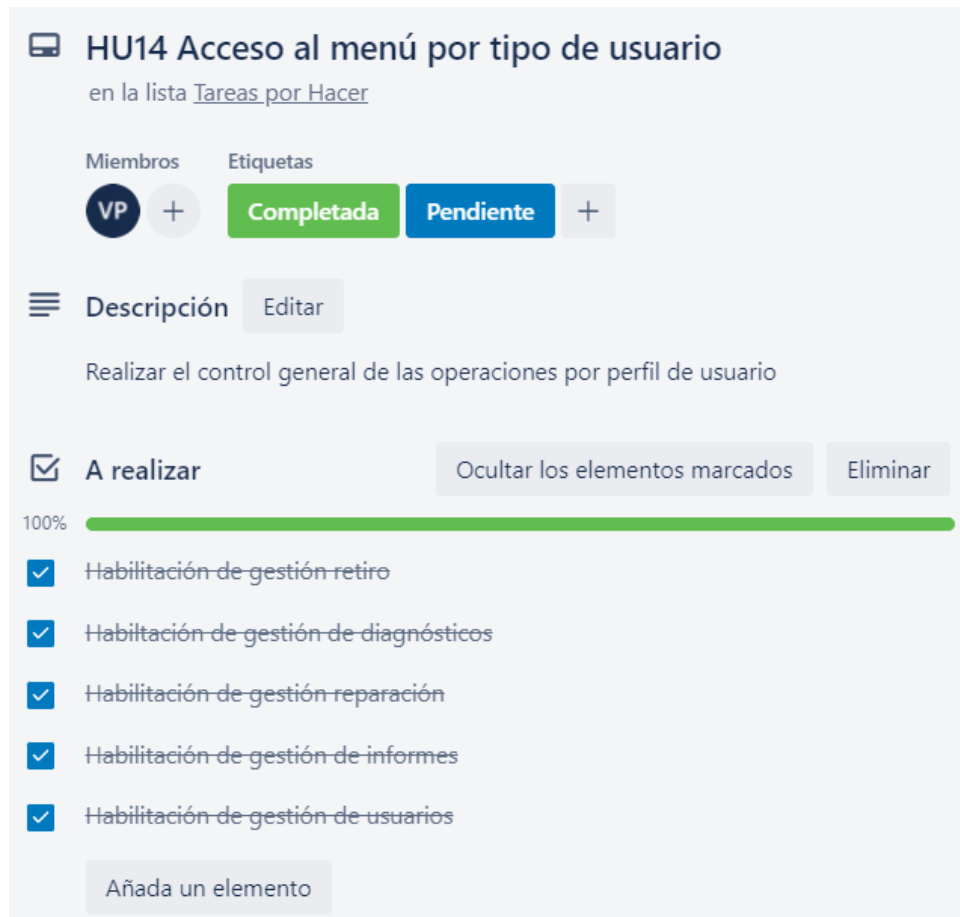 HU14 Acceso al menú por tipo de usuario
en la lista Tareas por Hacer
Miembros Etiquetas
VP + Completada Pendiente +
Descripción Editar
Realizar el control general de las operaciones por perfil de usuario
A realizar Ocultar los elementos marcados Eliminar
100%
Habilitación de gestión retiro
Habiltación de gestión de diagnósticos
Habilitación de gestión reparación
Habilitación de gestión de informes
Habilitación de gestión de usuarios
Añada un elemento